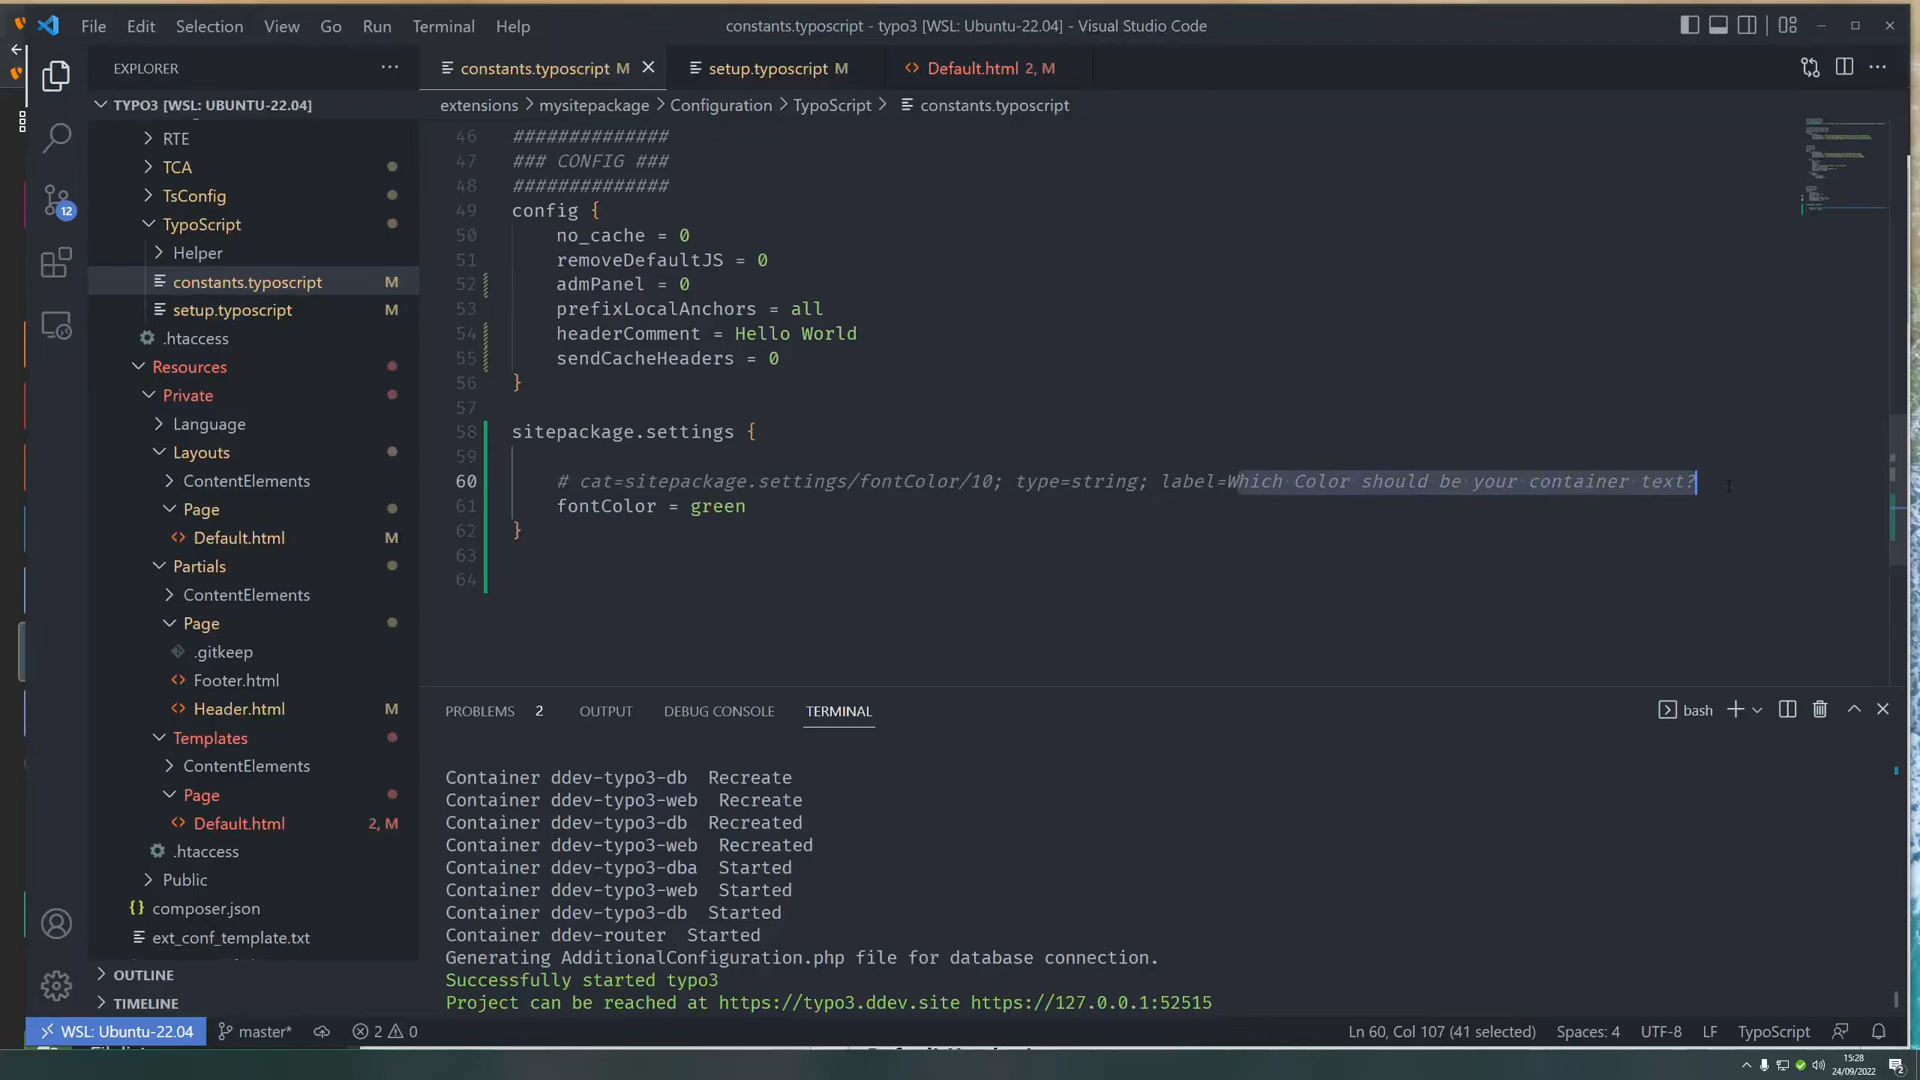 File Edit Selection View Go Run Terminal Help
constants.typoscript - typo3 [WSL: Ubuntu-22.04] - Visual Studio Code
EXPLORER
TYPO3 [WSL: UBUNTU-22.04]
RTE
TCA
TsConfig
TypoScript
Helper
constants.typoscript M
setup.typoscript M
.htaccess
Resources
Private
Language
Layouts
ContentElements
Page
Default.html M
Partials
ContentElements
Page
.gitkeep
Footer.html
Header.html M
Templates
ContentElements
Page
Default.html 2, M
.htaccess
Public
composer.json
ext_conf_template.txt
OUTLINE
TIMELINE
12
constants.typoscript M setup.typoscript M Default.html 2, M
extensions > mysitepackage > Configuration > TypoScript > constants.typoscript
46 ##############
47 ### CONFIG ###
48 ##############
49 config {
50 no_cache = 0
51 removeDefaultJS = 0
52 admPanel = 0
53 prefixLocalAnchors = all
54 headerComment = Hello World
55 sendCacheHeaders = 0
56 }
57
58 sitepackage.settings {
59
60 # cat=sitepackage.settings/fontColor/10; type=string; label=Which Color should be your container text?
61 fontColor = green
62 }
63
64
PROBLEMS 2 OUTPUT DEBUG CONSOLE TERMINAL
bash
Container ddev-typo3-db Recreate
Container ddev-typo3-web Recreate
Container ddev-typo3-db Recreated
Container ddev-typo3-web Recreated
Container ddev-typo3-dba Started
Container ddev-typo3-web Started
Container ddev-typo3-db Started
Container ddev-router Started
Generating AdditionalConfiguration.php file for database connection.
Successfully started typo3
Project can be reached at https://typo3.ddev.site https://127.0.0.1:52515
WSL: Ubuntu-22.04 master* 2 0
Ln 60, Col 107 (41 selected) Spaces: 4 UTF-8 LF TypoScript
15:28
24/09/2022